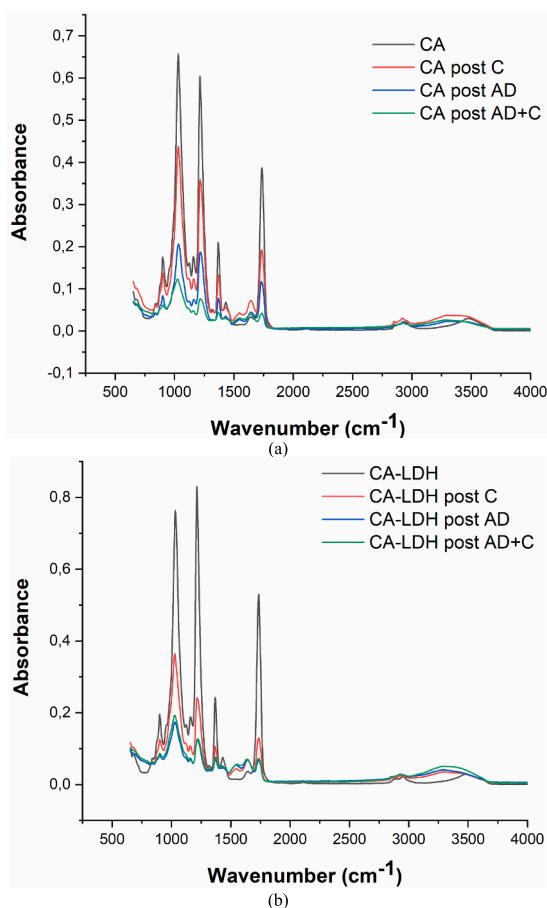 0,7
CA
CA post C
0,6
CA post AD
0,5
CA post AD+C
0,4
Absorbance
0,3
0,2
0,1
0,0
-0,1
500 1000 1500 2000 2500 3000 3500 4000
Wavenumber (cm-1)
(a)
CA-LDH
0,8
CA-LDH post C
CA-LDH post AD
CA-LDH post AD+C
0,6
Absorbance
0,4
0,2
0,0
500 1000 1500 2000 2500 3000 3500 4000
Wavenumber (cm-1)
(b)